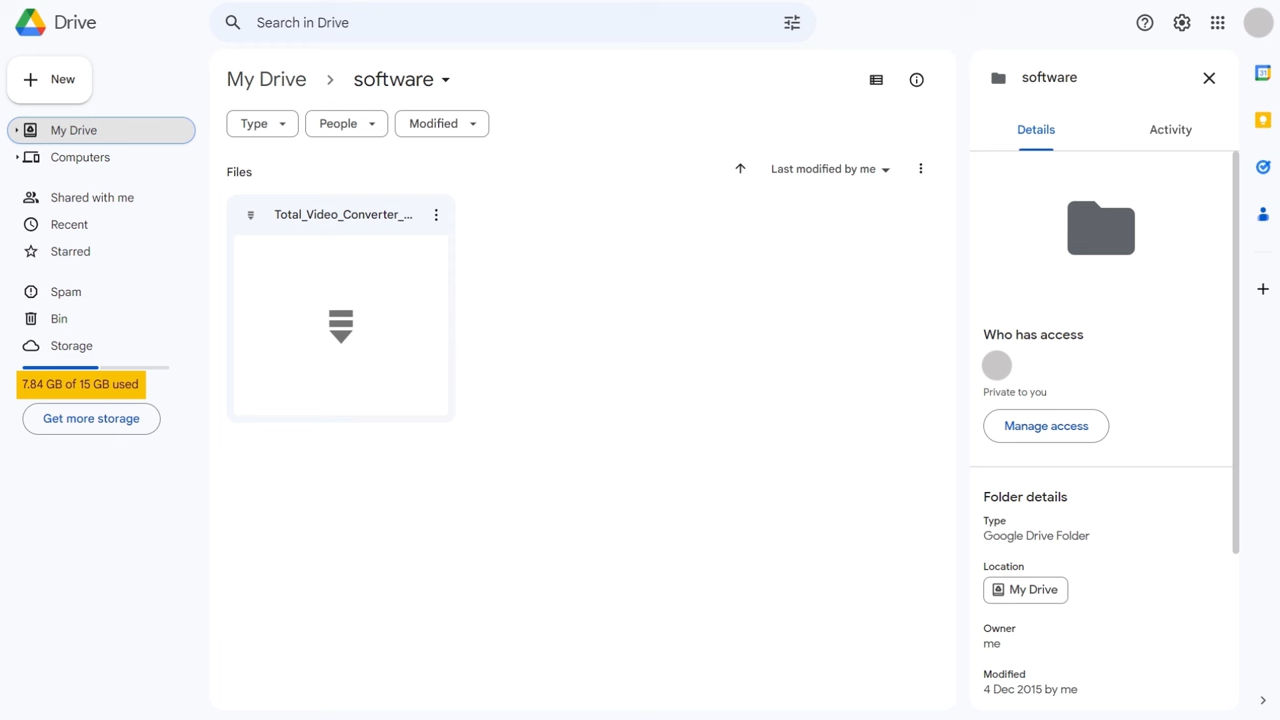 Drive
Search in Drive
New
My Drive
Computers
Shared with me
Recent
Starred
Spam
Bin
Storage
7.84 GB of 15 GB used
Get more storage
My Drive > software
Type
People
Modified
Files
Last modified by me
Total_Video_Converter_...
software
Details
Activity
Who has access
Private to you
Manage access
Folder details
Type
Google Drive Folder
Location
My Drive
Owner
me
Modified
4 Dec 2015 by me
31